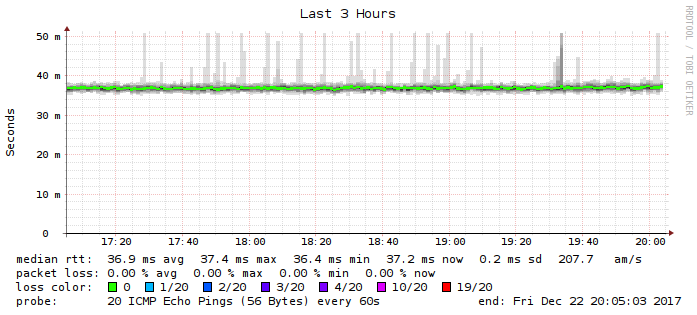 Last 3 Hours
RRDTOOL / TOBI OETIKER
Seconds
50 m
40 m
30 m
20 m
10 m
0
17:20 17:40 18:00 18:20 18:40 19:00 19:20 19:40 20:00
median rtt: 36.9 ms avg 37.4 ms max 36.4 ms min 37.2 ms now 0.2 ms sd 207.7 am/s
packet loss: 0.00 % avg 0.00 % max 0.00 % min 0.00 % now
loss color: 0 1/20 2/20 3/20 4/20 10/20 19/20
probe: 20 ICMP Echo Pings (56 Bytes) every 60s end: Fri Dec 22 20:05:03 2017